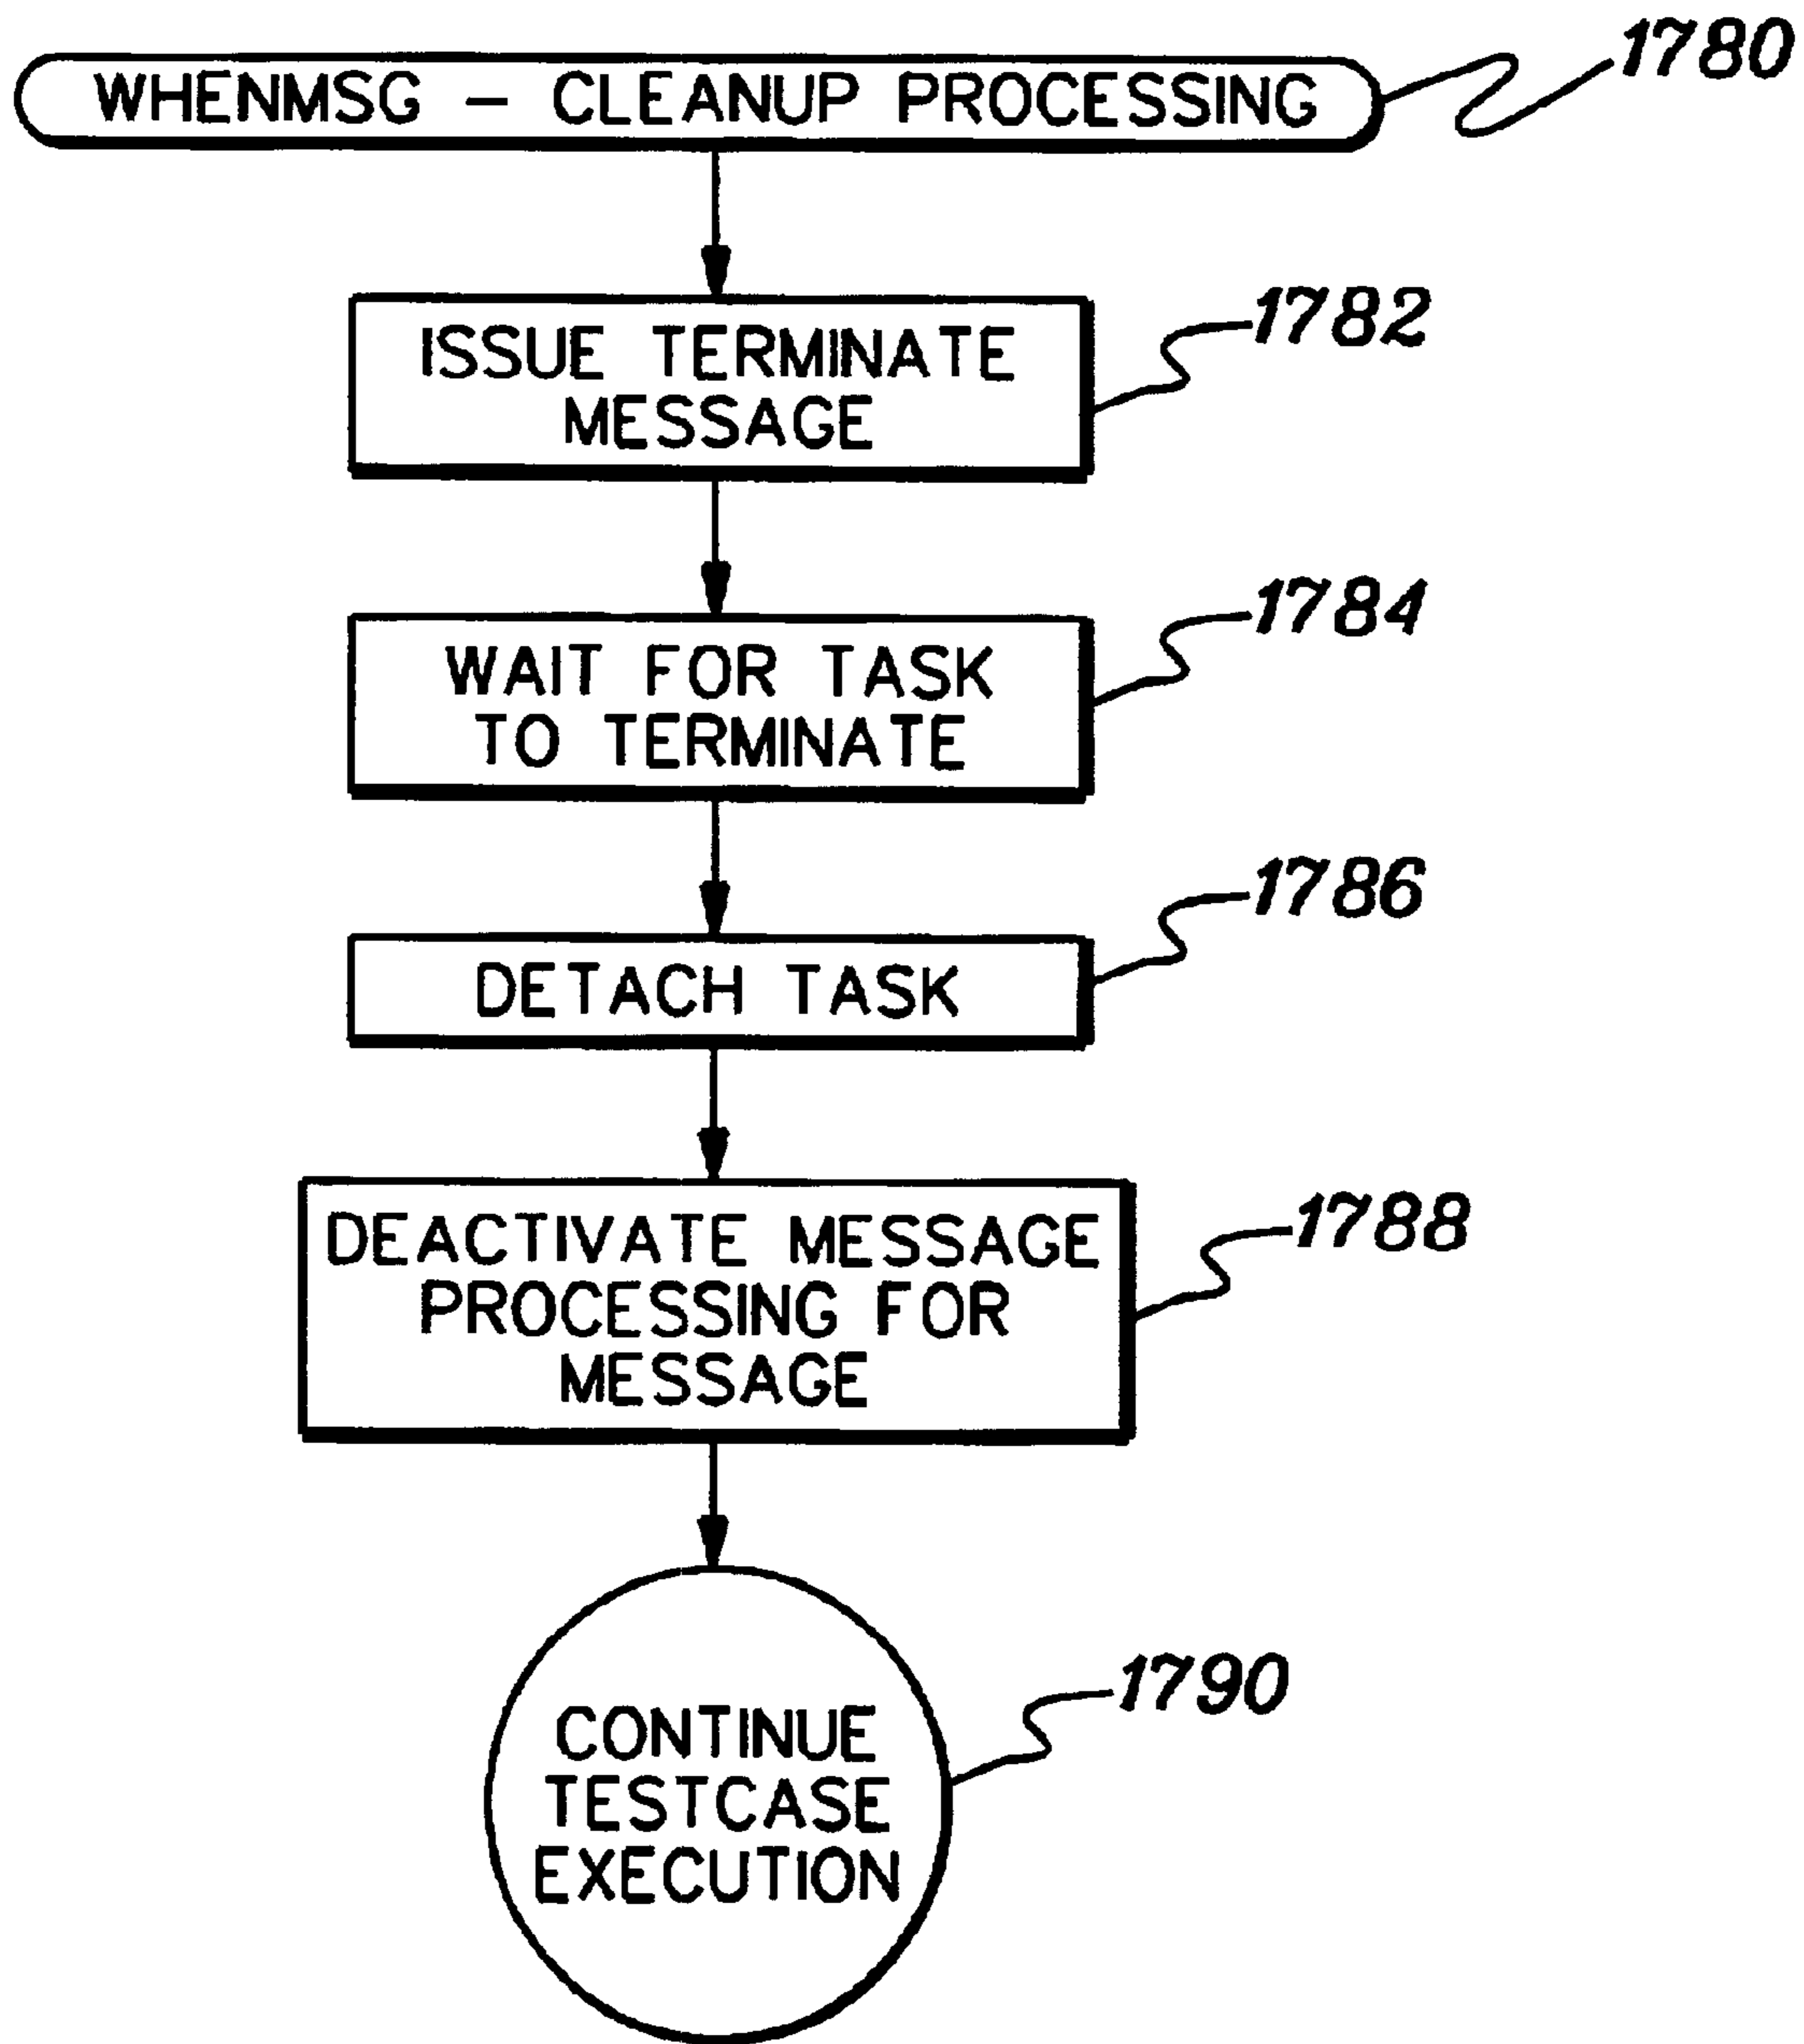 1780
WHENMSG – CLEANUP PROCESSING
1782
ISSUE TERMINATE
MESSAGE
1784
WAIT FOR TASK
TO TERMINATE
1786
DETACH TASK
1788
DEACTIVATE MESSAGE
PROCESSING FOR
MESSAGE
1790
CONTINUE
TESTCASE
EXECUTION